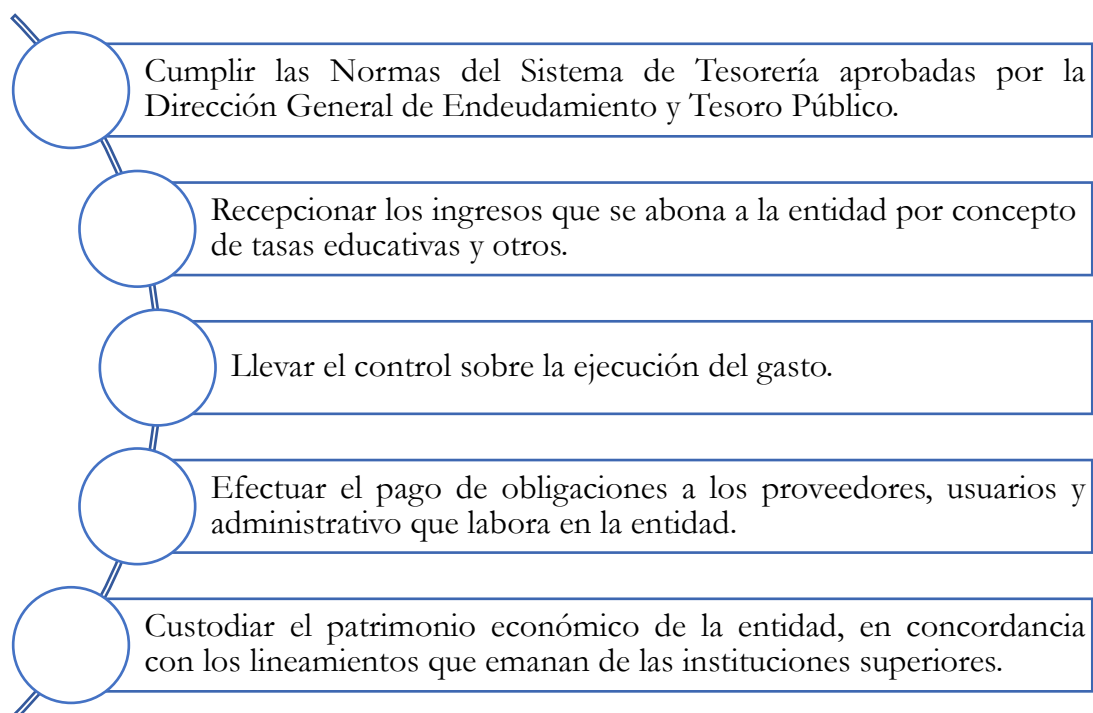 Cumplir las Normas del Sistema de Tesorería aprobadas por la
Dirección General de Endeudamiento y Tesoro Público.
Recepcionar los ingresos que se abona a la entidad por concepto
de tasas educativas y otros.
Llevar el control sobre la ejecución del gasto.
Efectuar el pago de obligaciones a los proveedores, usuarios y
administrativo que labora en la entidad.
Custodiar el patrimonio económico de la entidad, en concordancia
con los lineamientos que emanan de las instituciones superiores.